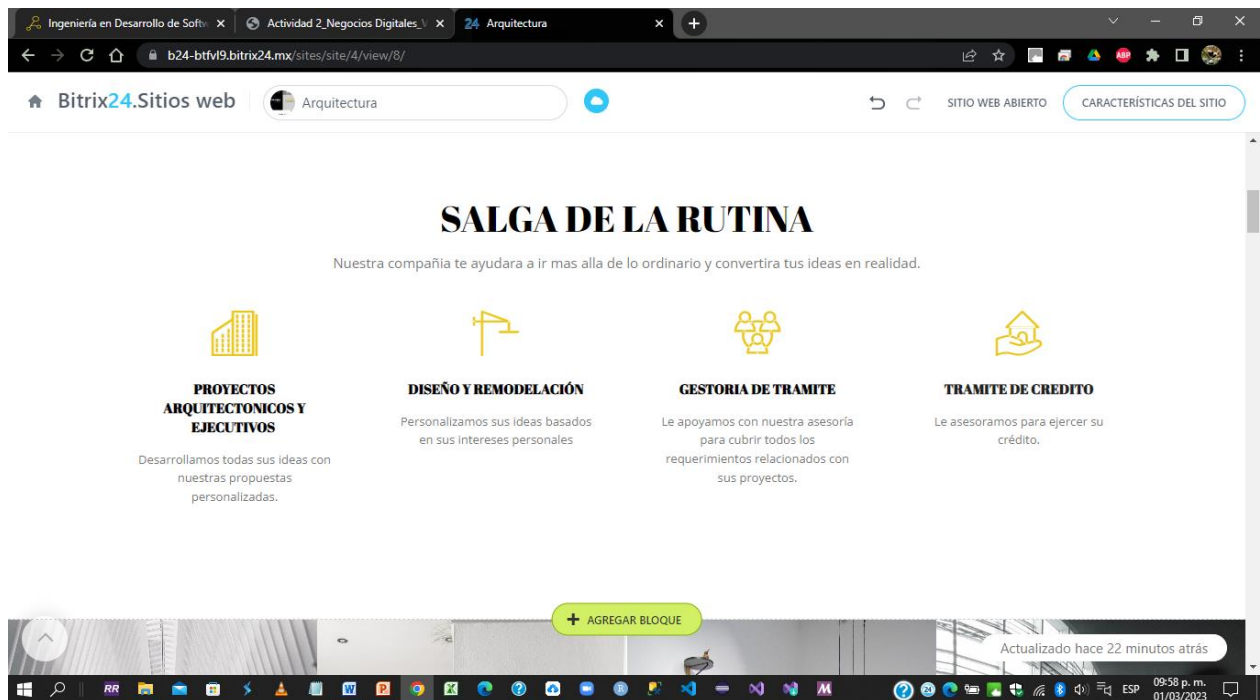 Ingeniería en Desarrollo de Softw
Actividad 2_Negocios Digitales_V
24 Arquitectura
b24-btfvl9.bitrix24.mx/sites/site/4/view/8/
ABP
Bitrix24.Sitios web
Arquitectura
SITIO WEB ABIERTO
CARACTERÍSTICAS DEL SITIO
SALGA DE LA RUTINA
Nuestra compañia te ayudara a ir mas alla de lo ordinario y convertira tus ideas en realidad.
PROYECTOS
ARQUITECTONICOS Y
EJECUTIVOS
Desarrollamos todas sus ideas con
nuestras propuestas
personalizadas.
DISEÑO Y REMODELACIÓN
Personalizamos sus ideas basados
en sus intereses personales
GESTORIA DE TRAMITE
Le apoyamos con nuestra asesoría
para cubrir todos los
requerimientos relacionados con
sus proyectos.
TRAMITE DE CREDITO
Le asesoramos para ejercer su
crédito.
+ AGREGAR BLOQUE
Actualizado hace 22 minutos atrás
RR
ESP
09:58 p. m.
01/03/2023